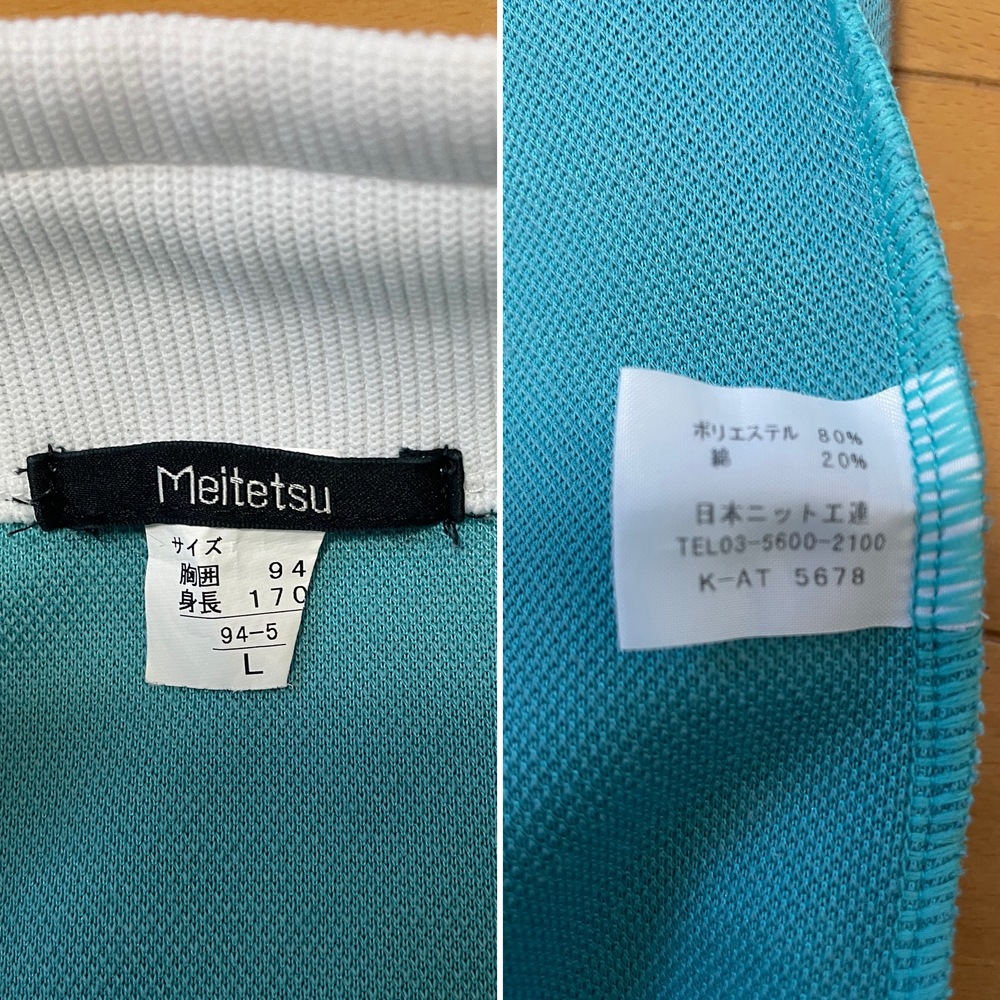 Meitetsu
サイズ
胸囲 94
身長 170
94-5
L
ポリエステル 80%
綿 20%
日本ニット工連
TEL03-5600-2100
K-AT 5678